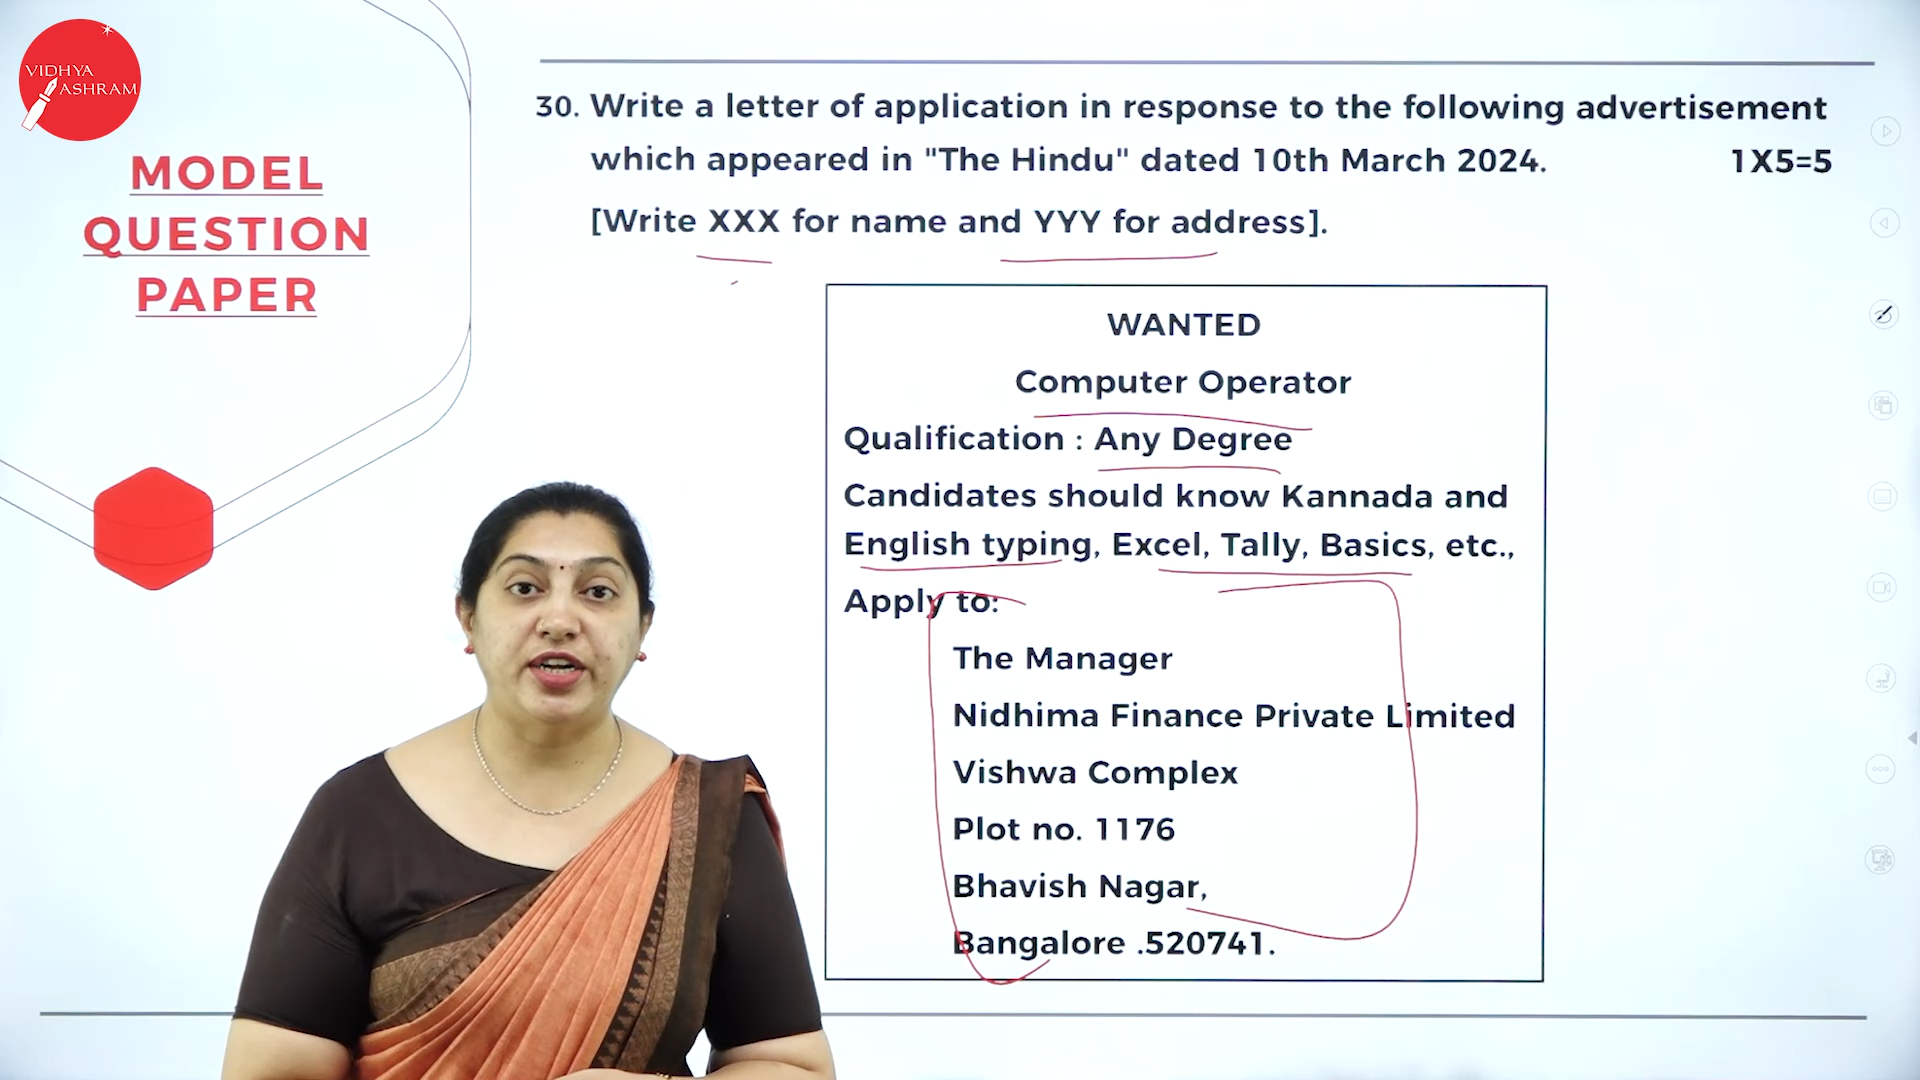 VIDHYA
ASHRAM
MODEL
QUESTION
PAPER
30. Write a letter of application in response to the following advertisement
which appeared in "The Hindu" dated 10th March 2024. 1X5=5
[Write XXX for name and YYY for address].
WANTED
Computer Operator
Qualification : Any Degree
Candidates should know Kannada and
English typing, Excel, Tally, Basics, etc.,
Apply to:
The Manager
Nidhima Finance Private Limited
Vishwa Complex
Plot no. 1176
Bhavish Nagar,
Bangalore .520741.